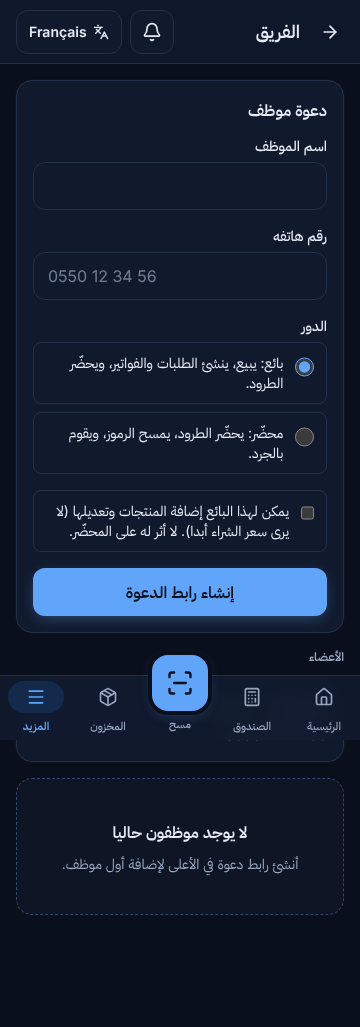 الفريق
Français
دعوة موظف
اسم الموظف
رقم هاتفه
0550 12 34 56
الدور
بائع: يبيع، ينشئ الطلبات والفواتير، ويحضّر
الطرود.
محضّر: يحضّر الطرود، يمسح الرموز، ويقوم
بالجرد.
يمكن لهذا البائع إضافة المنتجات وتعديلها (لا
يرى سعر الشراء أبدا). لا أثر له على المحضّر.
إنشاء رابط الدعوة
الأعضاء
الرئيسية
الصندوق
مسح
المخزون
المزيد
لا يوجد موظفون حاليا
أنشئ رابط دعوة في الأعلى لإضافة أول موظف.